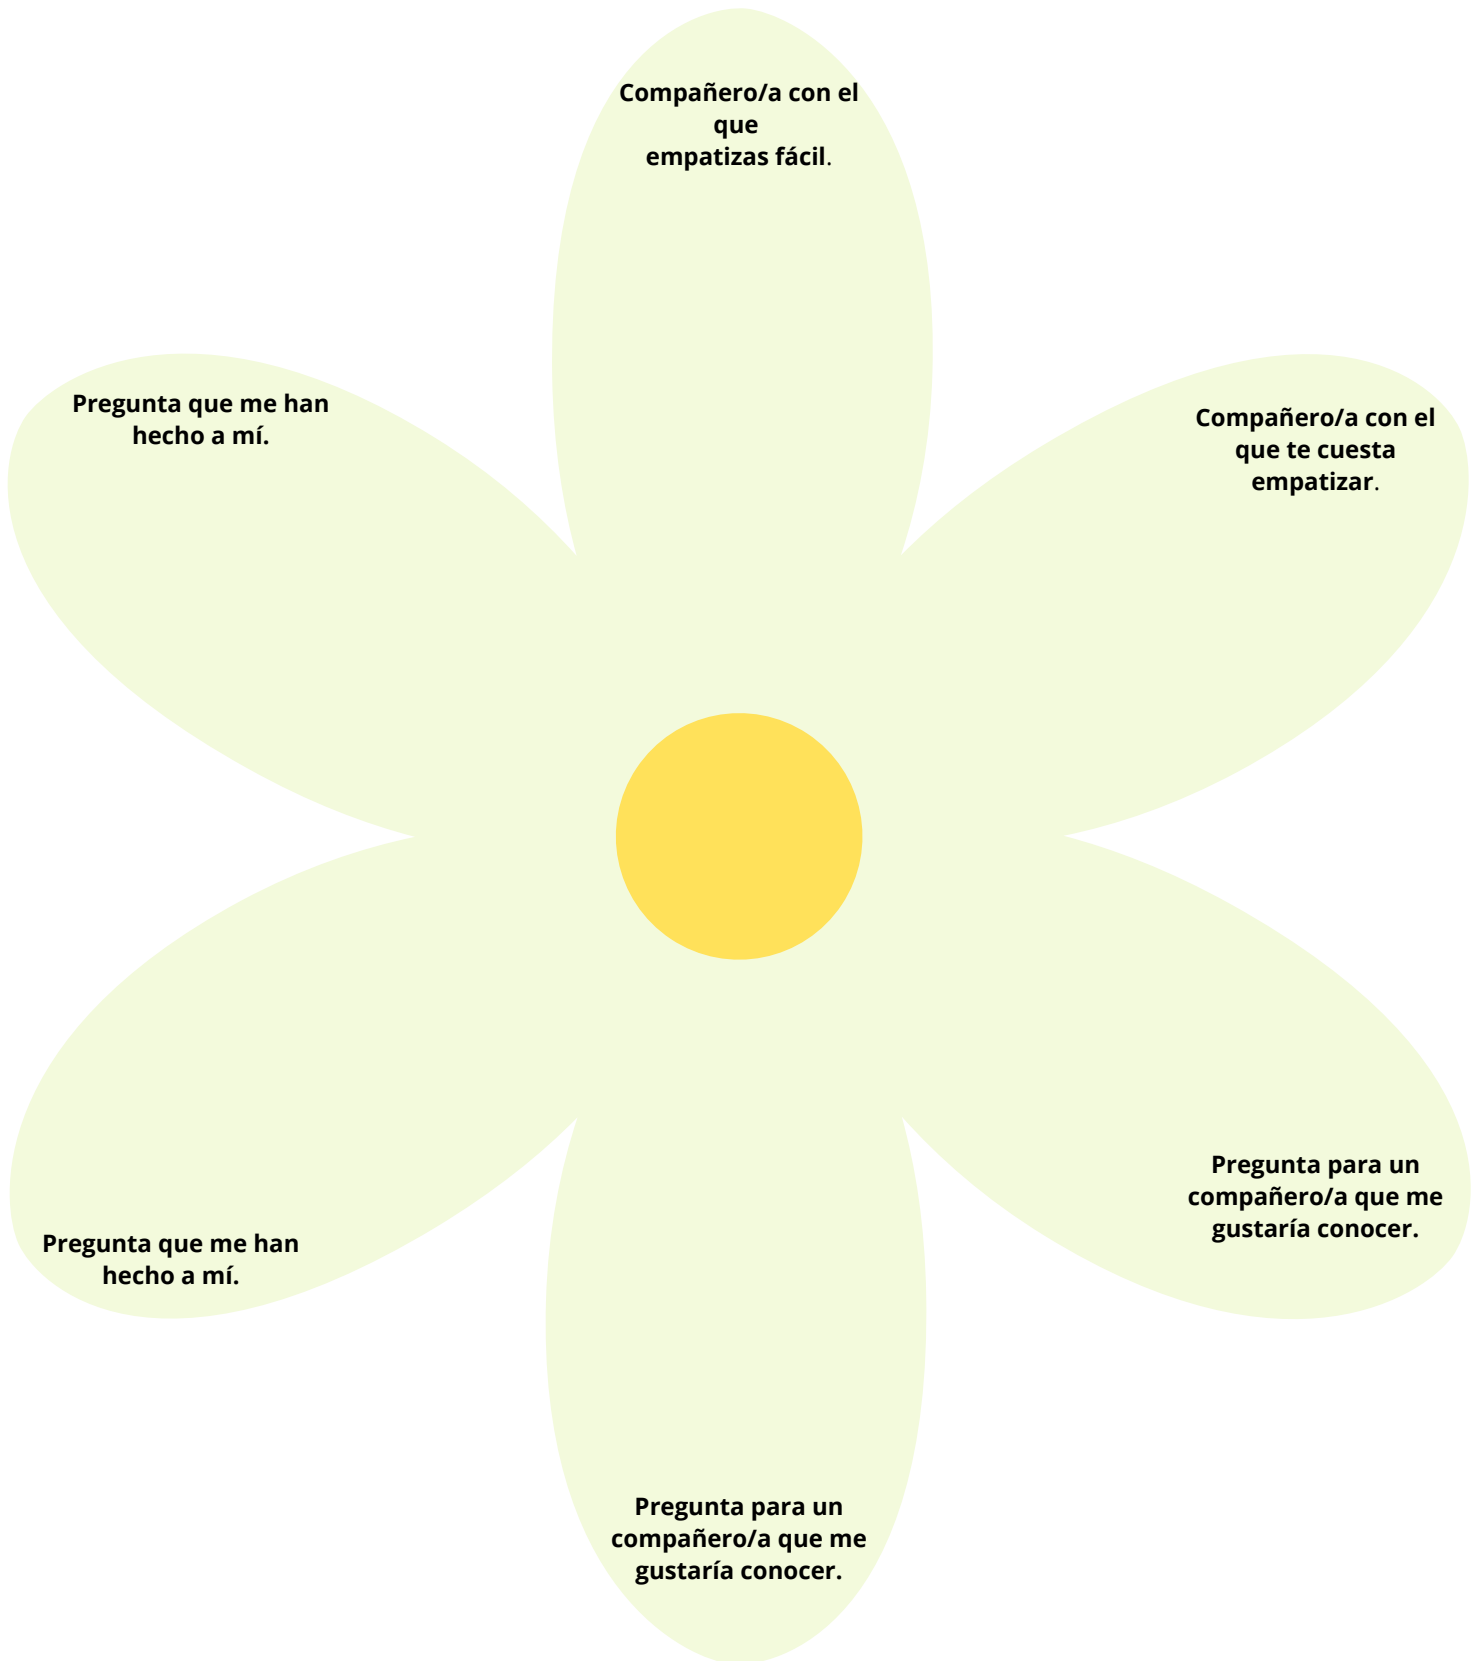 Compañero/a con el
que
empatizas fácil.
Pregunta que me han
hecho a mí.
Compañero/a con el
que te cuesta
empatizar.
Pregunta para un
compañero/a que me
gustaría conocer.
Pregunta que me han
hecho a mí.
Pregunta para un
compañero/a que me
gustaría conocer.